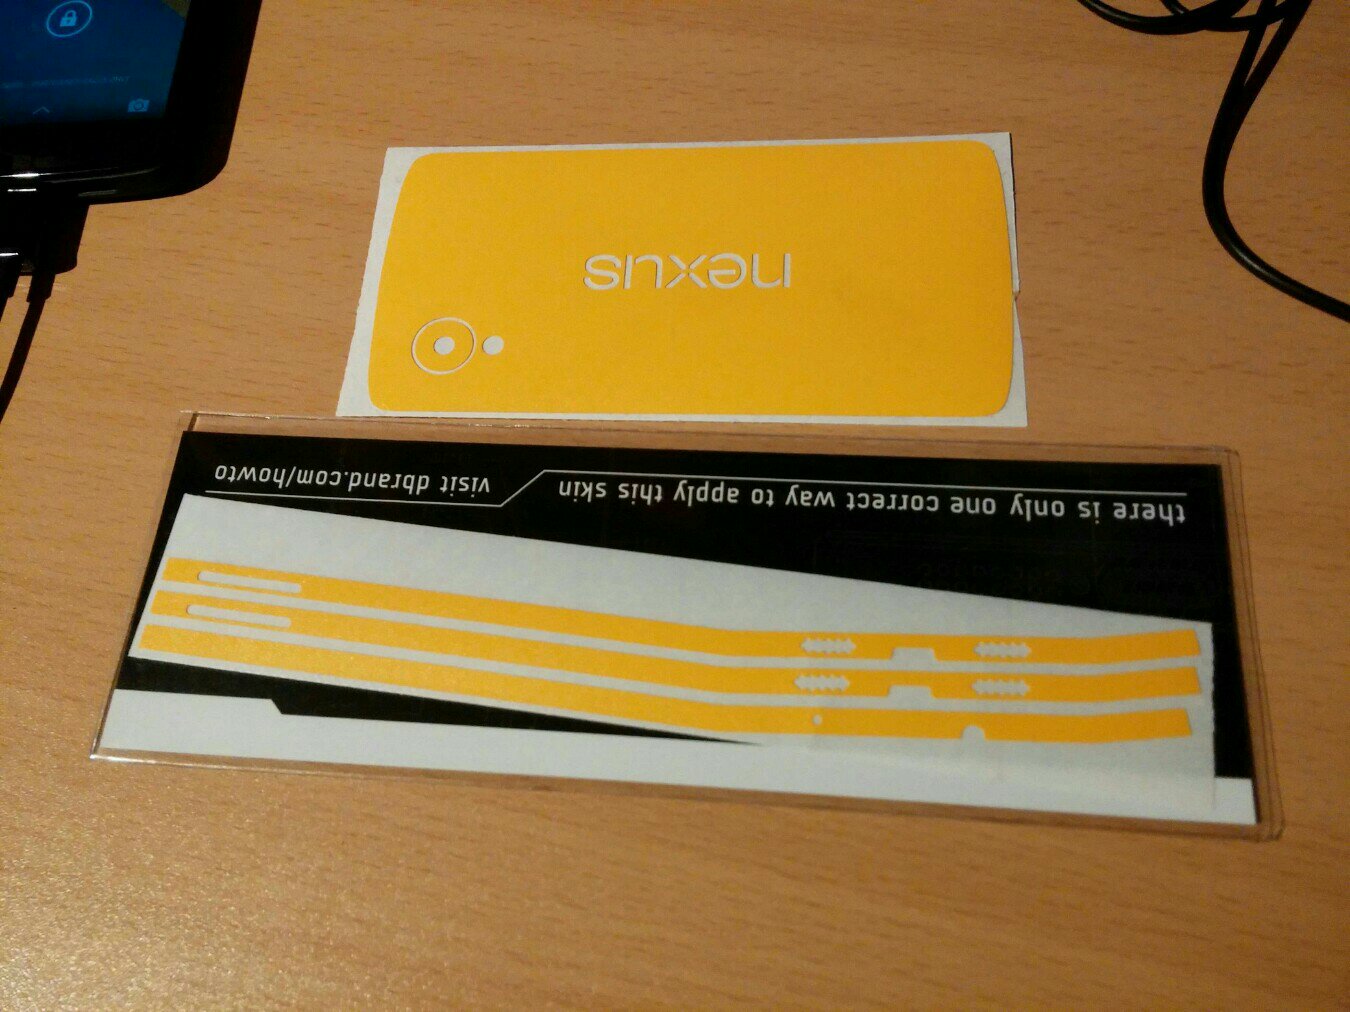 nexus
there is only one correct way to apply this skin
visit dbrand.com/howto